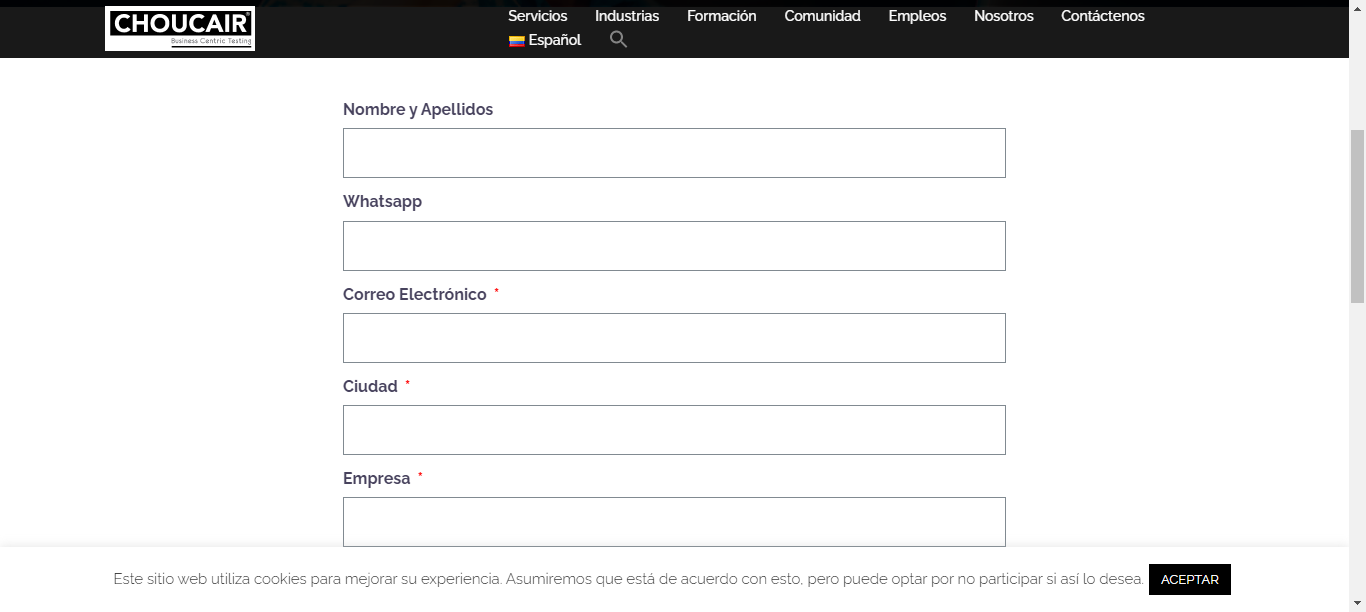 CHOUCAIR®
Business Centric Testing
Servicios Industrias Formación Comunidad Empleos Nosotros Contáctenos
Español
Nombre y Apellidos
Whatsapp
Correo Electrónico *
Ciudad *
Empresa *
Este sitio web utiliza cookies para mejorar su experiencia. Asumiremos que está de acuerdo con esto, pero puede optar por no participar si así lo desea. ACEPTAR